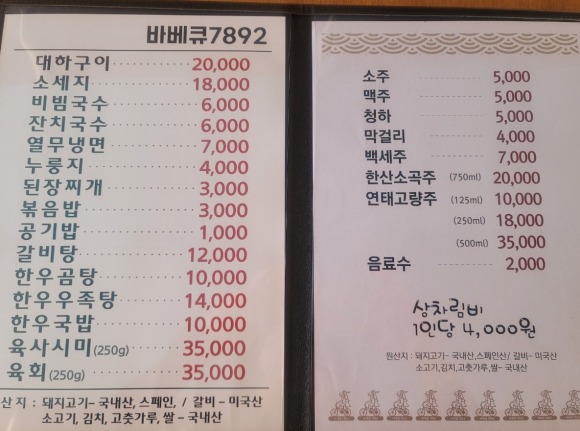 바베큐7892
대하구이 20,000
소세지 18,000
비빔국수 6,000
잔치국수 6,000
열무냉면 7,000
누룽지 4,000
된장찌개 3,000
볶음밥 3,000
공기밥 1,000
갈비탕 12,000
한우곰탕 10,000
한우우족탕 14,000
한우국밥 10,000
육사시미(250g) 35,000
육회(250g) 35,000
산지 : 돼지고기- 국내산, 스페인, / 갈비 - 미국산
소고기, 김치, 고춧가루, 쌀 - 국내산
소주 5,000
맥주 5,000
청하 5,000
막걸리 4,000
백세주 7,000
한산소곡주 (750ml) 20,000
연태고량주 (125ml) 10,000
(250ml) 18,000
(500ml) 35,000
음료수 2,000
상차림비
1인당 4,000원
원산지 : 돼지고기- 국내산,스페인산/ 갈비- 미국산
소고기,김치,고춧가루,쌀- 국내산